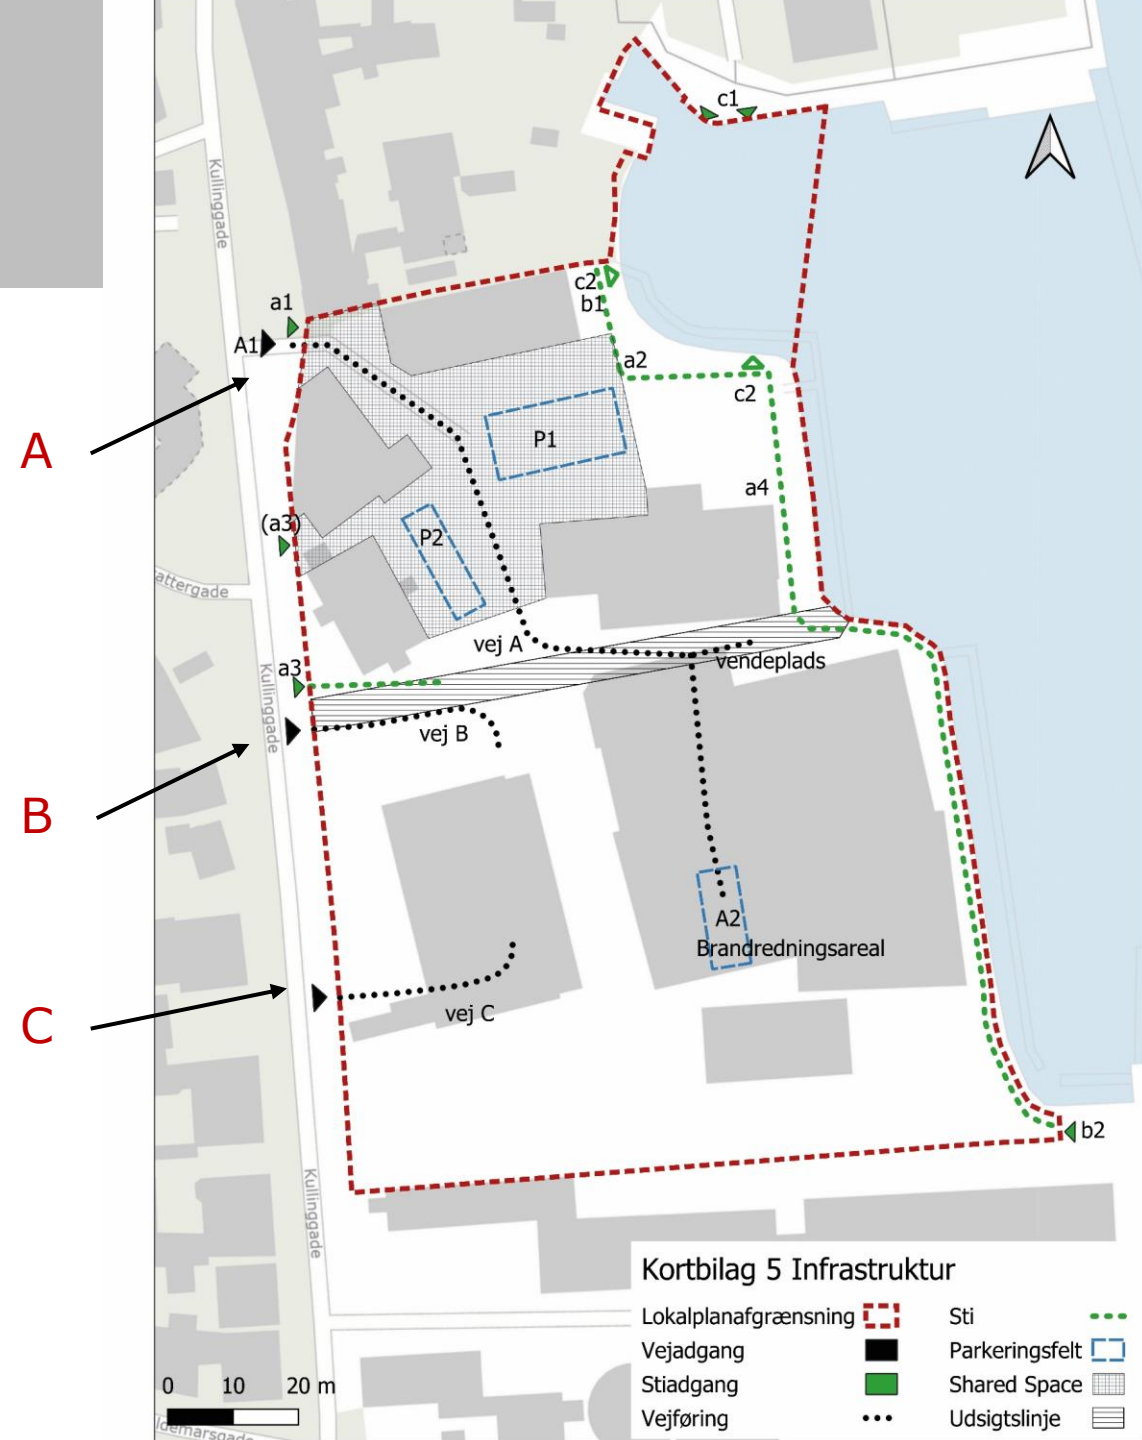 c1
Kullinggade
c2
b1
a1
A1
a2
c2
A
P1
a4
(a3)
P2
attergade
vej A
vendeplads
a3
Kullinggade
vej B
B
A2
Brandredningsareal
vej C
C
b2
Kullinggade
Kortbilag 5 Infrastruktur
Lokalplanafgrænsning
Sti
Vejadgang
Parkeringsfelt
Stiadgang
Shared Space
Vejføring
Udsigtslinje
0 10 20 m
ldemarsgade